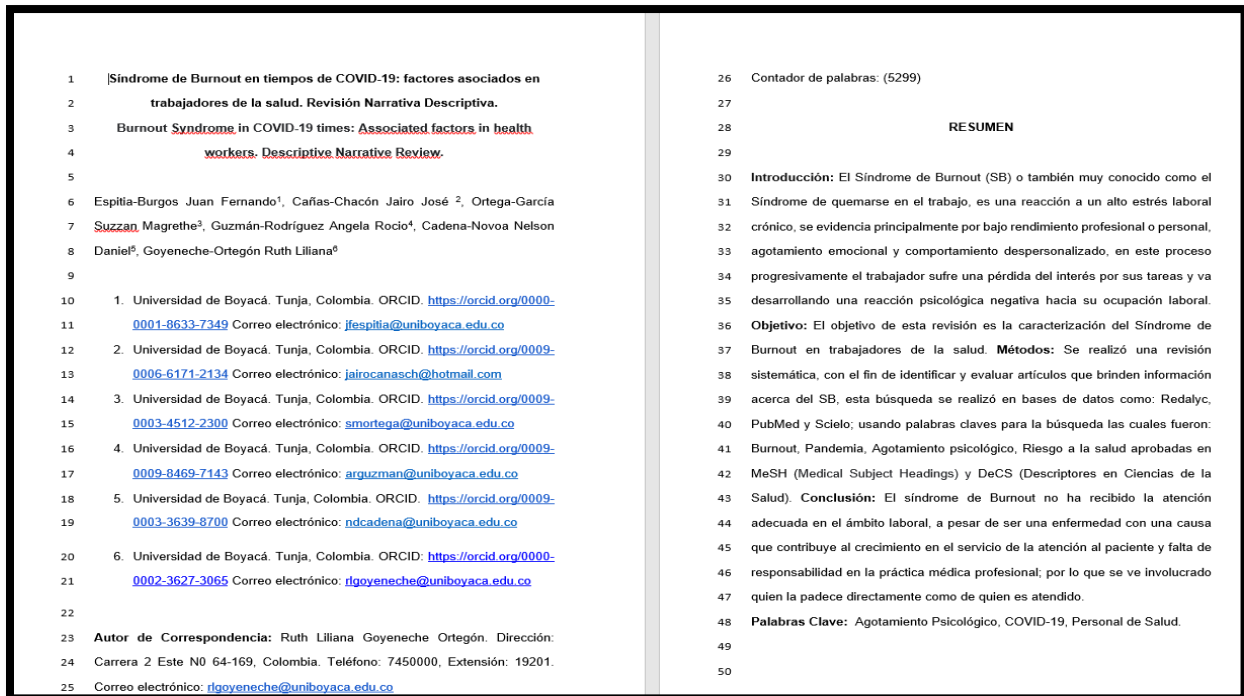 1 Síndrome de Burnout en tiempos de COVID-19: factores asociados en
2 trabajadores de la salud. Revisión Narrativa Descriptiva.
3 Burnout Syndrome in COVID-19 times: Associated factors in health
4 workers. Descriptive Narrative Review.
5
6 Espitia-Burgos Juan Fernando¹, Cañas-Chacón Jairo José ², Ortega-García
7 Suzzan Magrethe³, Guzmán-Rodríguez Angela Rocio⁴, Cadena-Novoa Nelson
8 Daniel⁵, Goyeneche-Ortegón Ruth Liliana⁶
9
10 1. Universidad de Boyacá. Tunja, Colombia. ORCID. https://orcid.org/0000-
11 0001-8633-7349 Correo electrónico: jfespitia@uniboyaca.edu.co
12 2. Universidad de Boyacá. Tunja, Colombia. ORCID. https://orcid.org/0009-
13 0006-6171-2134 Correo electrónico: jairocanasch@hotmail.com
14 3. Universidad de Boyacá. Tunja, Colombia. ORCID. https://orcid.org/0009-
15 0003-4512-2300 Correo electrónico: smortega@uniboyaca.edu.co
16 4. Universidad de Boyacá. Tunja, Colombia. ORCID. https://orcid.org/0009-
17 0009-8469-7143 Correo electrónico: arguzman@uniboyaca.edu.co
18 5. Universidad de Boyacá. Tunja, Colombia. ORCID. https://orcid.org/0009-
19 0003-3639-8700 Correo electrónico: ndcadena@uniboyaca.edu.co
20 6. Universidad de Boyacá. Tunja, Colombia. ORCID: https://orcid.org/0000-
21 0002-3627-3065 Correo electrónico: rlgoyeneche@uniboyaca.edu.co
22
23 Autor de Correspondencia: Ruth Liliana Goyeneche Ortegón. Dirección:
24 Carrera 2 Este N0 64-169, Colombia. Teléfono: 7450000, Extensión: 19201.
25 Correo electrónico: rlgoyeneche@uniboyaca.edu.co
26 Contador de palabras: (5299)
27
28 RESUMEN
29
30 Introducción: El Síndrome de Burnout (SB) o también muy conocido como el
31 Síndrome de quemarse en el trabajo, es una reacción a un alto estrés laboral
32 crónico, se evidencia principalmente por bajo rendimiento profesional o personal,
33 agotamiento emocional y comportamiento despersonalizado, en este proceso
34 progresivamente el trabajador sufre una pérdida del interés por sus tareas y va
35 desarrollando una reacción psicológica negativa hacia su ocupación laboral.
36 Objetivo: El objetivo de esta revisión es la caracterización del Síndrome de
37 Burnout en trabajadores de la salud. Métodos: Se realizó una revisión
38 sistemática, con el fin de identificar y evaluar artículos que brinden información
39 acerca del SB, esta búsqueda se realizó en bases de datos como: Redalyc,
40 PubMed y Scielo; usando palabras claves para la búsqueda las cuales fueron:
41 Burnout, Pandemia, Agotamiento psicológico, Riesgo a la salud aprobadas en
42 MeSH (Medical Subject Headings) y DeCS (Descriptores en Ciencias de la
43 Salud). Conclusión: El síndrome de Burnout no ha recibido la atención
44 adecuada en el ámbito laboral, a pesar de ser una enfermedad con una causa
45 que contribuye al crecimiento en el servicio de la atención al paciente y falta de
46 responsabilidad en la práctica médica profesional; por lo que se ve involucrado
47 quien la padece directamente como de quien es atendido.
48 Palabras Clave: Agotamiento Psicológico, COVID-19, Personal de Salud.
49
50